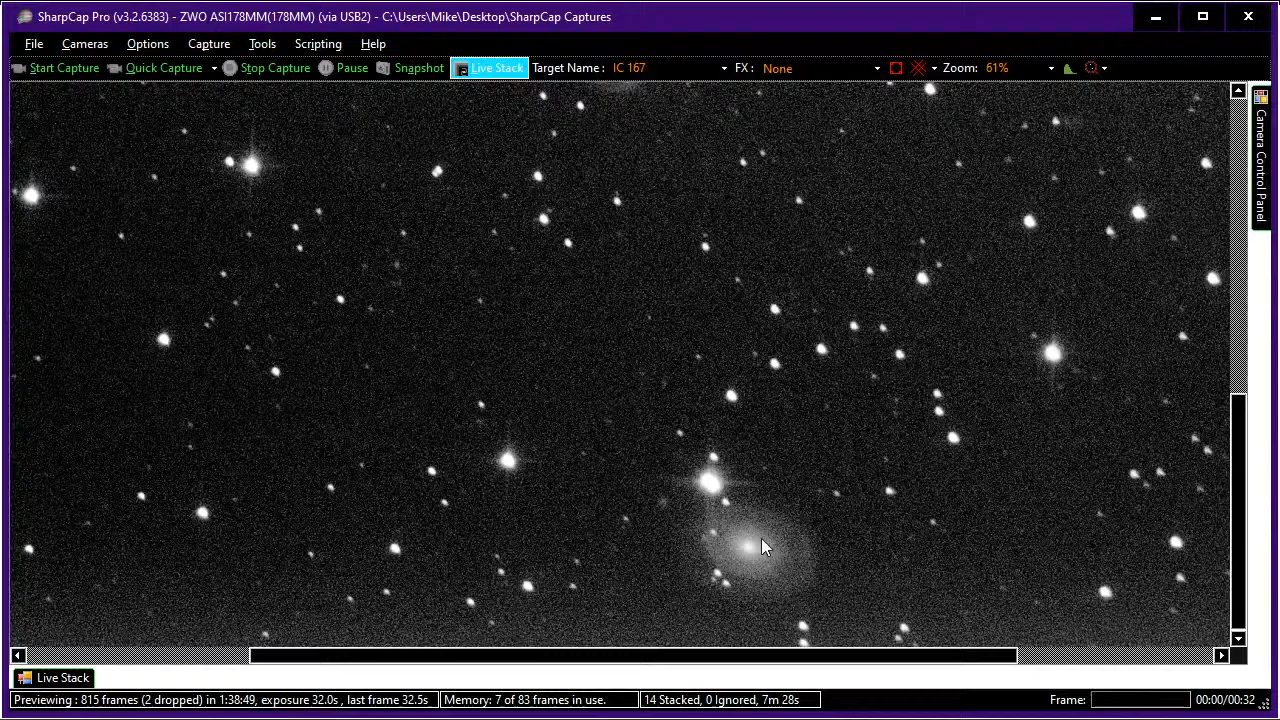 SharpCap Pro (v3.2.6383) - ZWO ASI178MM(178MM) (via USB2) - C:\Users\Mike\Desktop\SharpCap Captures
File Cameras Options Capture Tools Scripting Help
Start Capture Quick Capture Stop Capture Pause Snapshot Live Stack Target Name : IC 167 FX : None Zoom: 61%
Camera Control Panel
Live Stack
Previewing : 815 frames (2 dropped) in 1:38:49, exposure 32.0s , last frame 32.5s Memory: 7 of 83 frames in use. 14 Stacked, 0 Ignored, 7m 28s Frame: 00:00/00:32